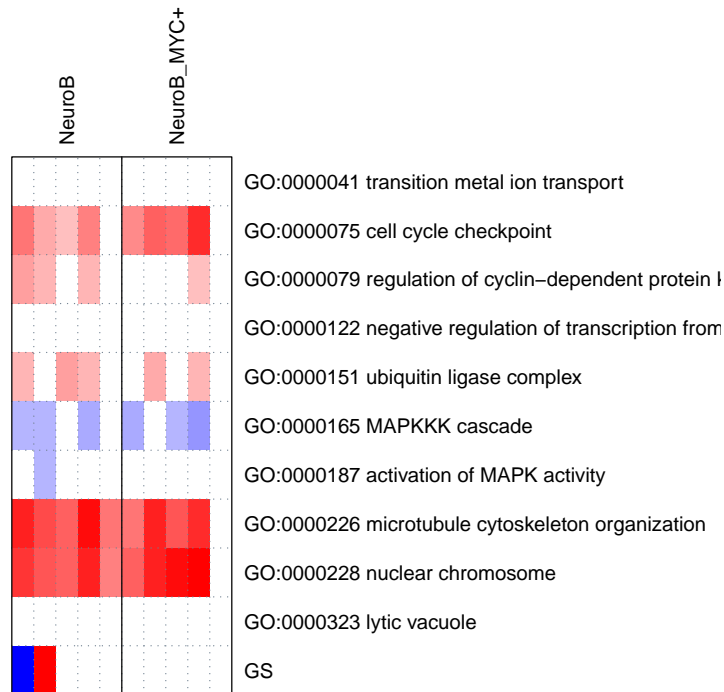 NeuroB
NeuroB_MYC+
GO:0000041 transition metal ion transport
GO:0000075 cell cycle checkpoint
GO:0000079 regulation of cyclin−dependent protein
GO:0000122 negative regulation of transcription from
GO:0000151 ubiquitin ligase complex
GO:0000165 MAPKKK cascade
GO:0000187 activation of MAPK activity
GO:0000226 microtubule cytoskeleton organization
GO:0000228 nuclear chromosome
GO:0000323 lytic vacuole
GS